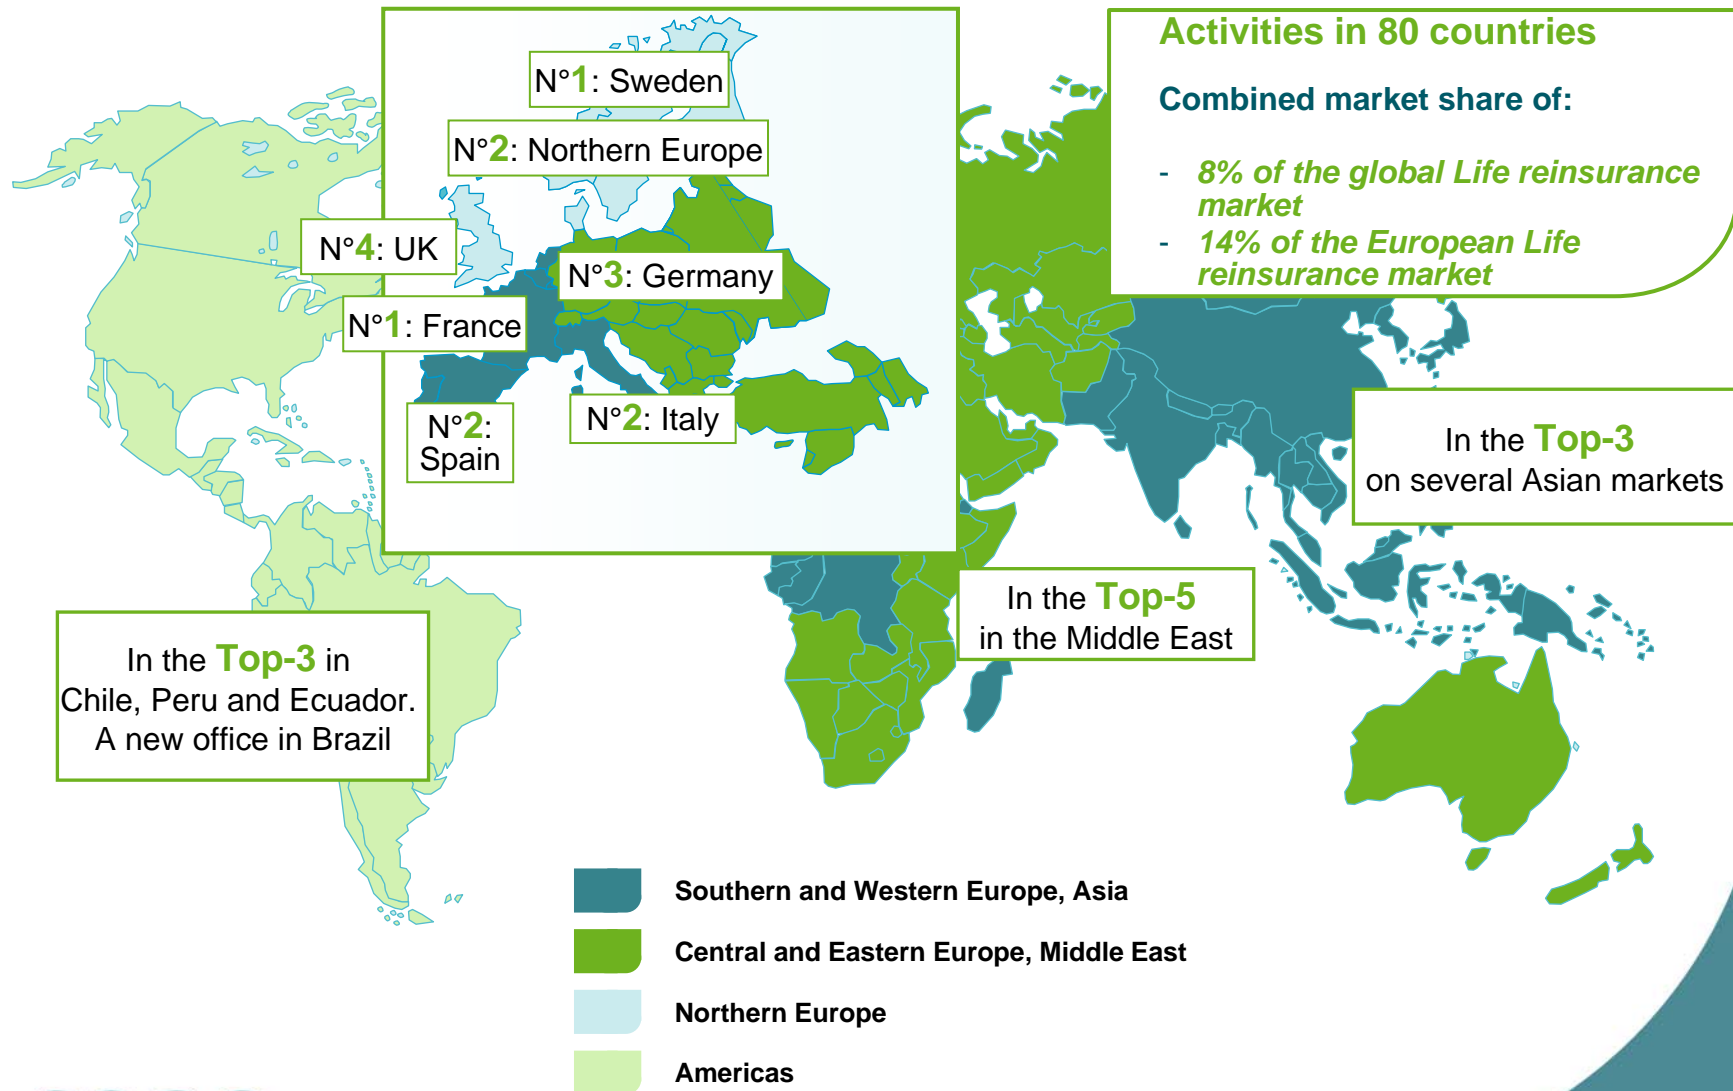 Activities in 80 countries
Combined market share of:
- 8% of the global Life reinsurance
market
- 14% of the European Life
reinsurance market
N°1: Sweden
N°2: Northern Europe
N°4: UK
N°3: Germany
N°1: France
N°2:
Spain
N°2: Italy
In the Top-3
on several Asian markets
In the Top-5
in the Middle East
In the Top-3 in
Chile, Peru and Ecuador.
A new office in Brazil
Southern and Western Europe, Asia
Central and Eastern Europe, Middle East
Northern Europe
Americas